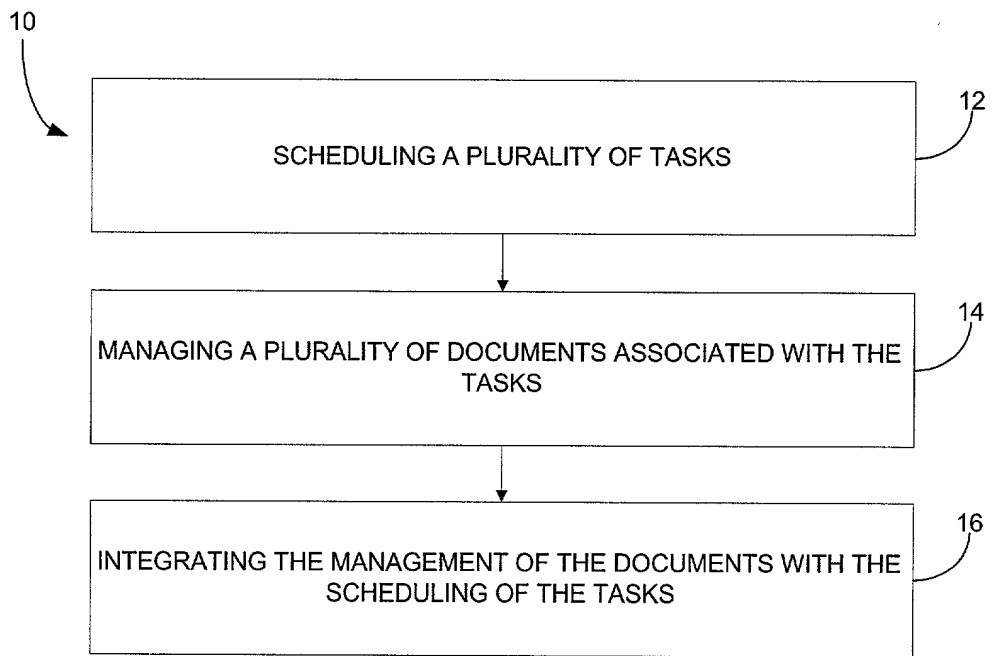 10
12
SCHEDULING A PLURALITY OF TASKS
14
MANAGING A PLURALITY OF DOCUMENTS ASSOCIATED WITH THE
TASKS
16
INTEGRATING THE MANAGEMENT OF THE DOCUMENTS WITH THE
SCHEDULING OF THE TASKS